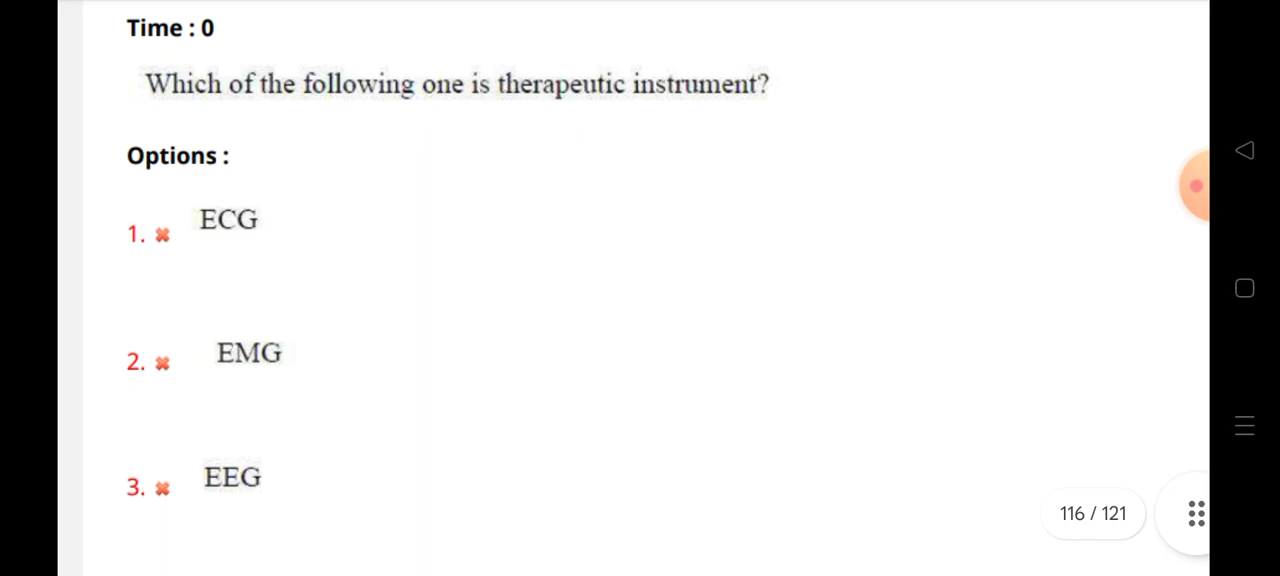 Time : 0
Which of the following one is therapeutic instrument?
Options :
1. ECG
2. EMG
3. EEG
116 / 121